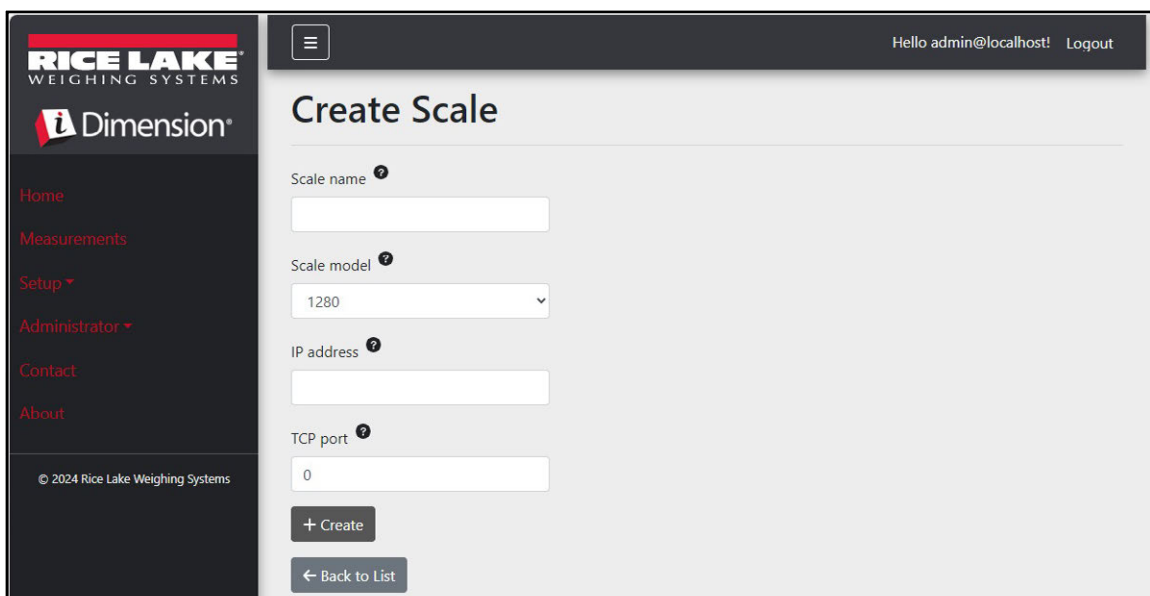 RICE LAKE®
WEIGHING SYSTEMS
i Dimension®
Home
Measurements
Setup
Administrator
Contact
About
© 2024 Rice Lake Weighing Systems
Hello admin@localhost! Logout
Create Scale
Scale name ?
Scale model ?
1280
IP address ?
TCP port ?
0
+ Create
← Back to List